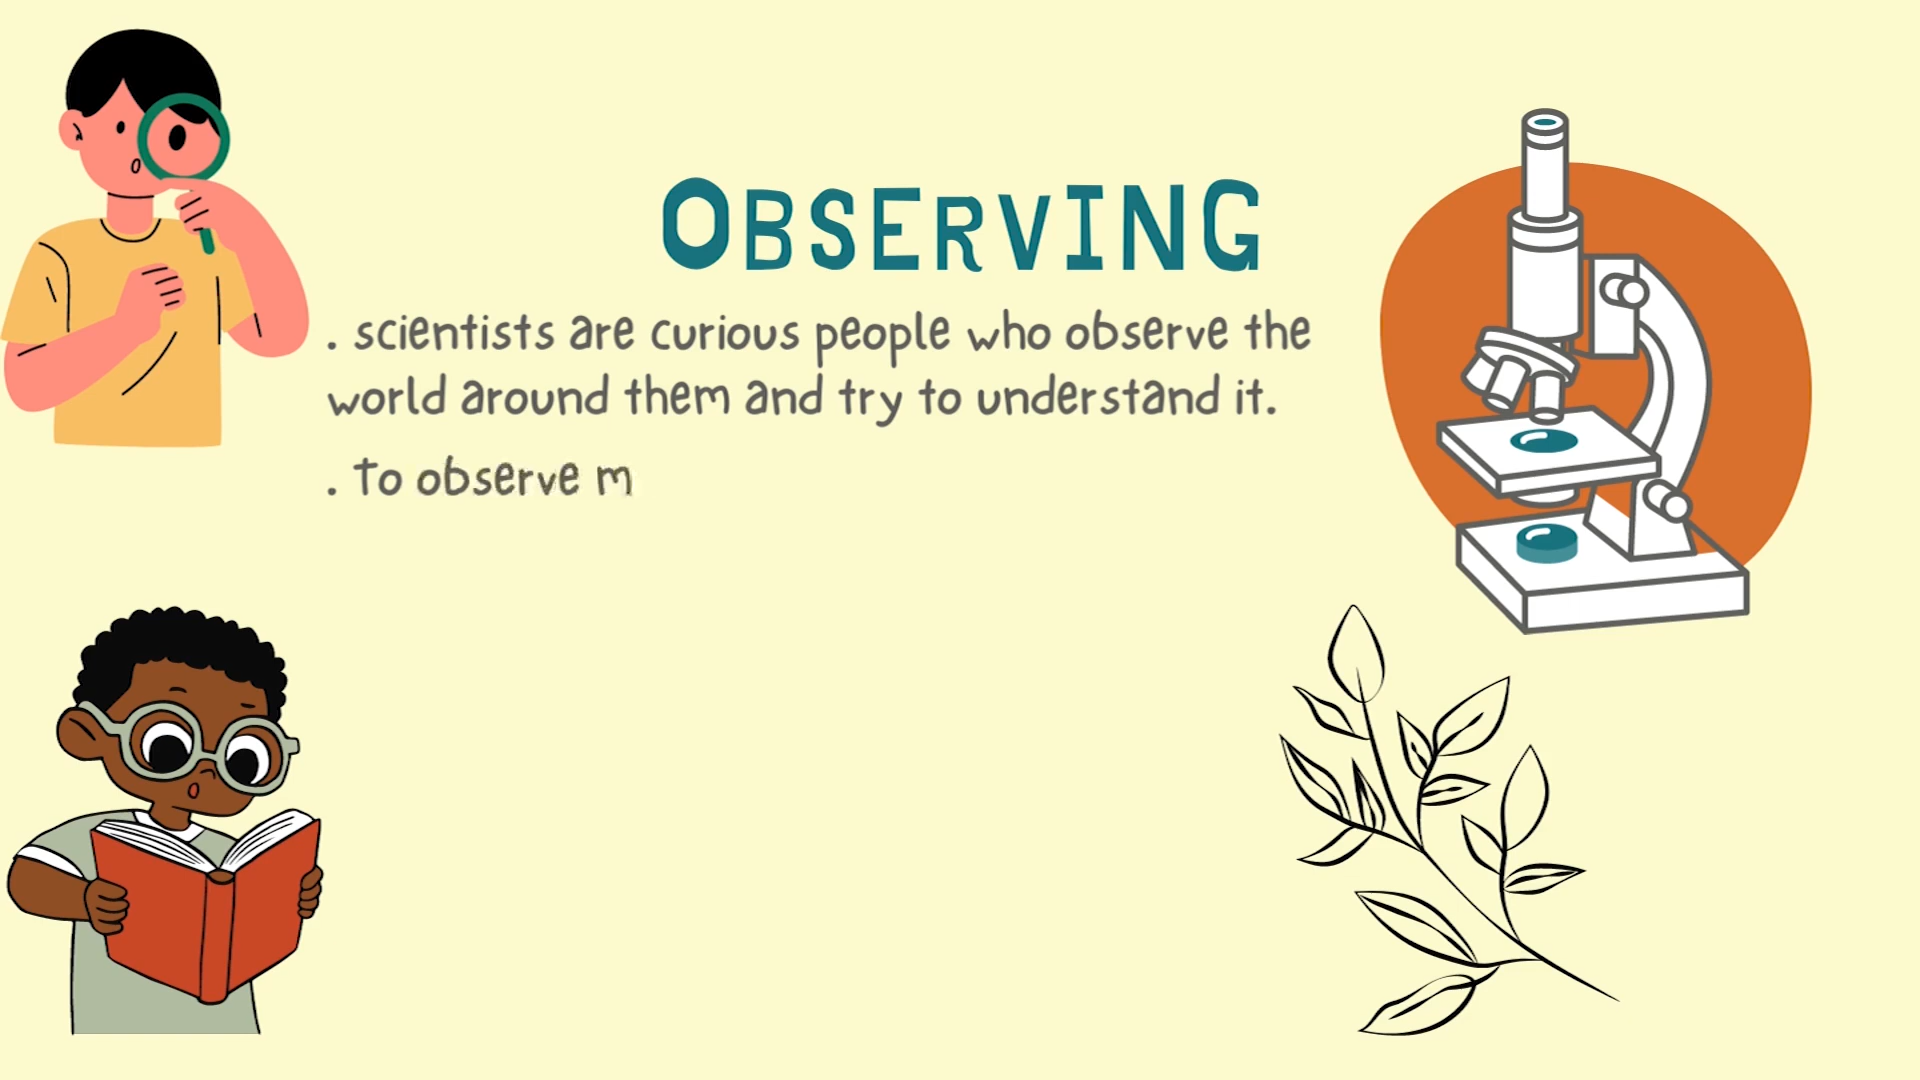 OBSERVING
. scientists are curious people who observe the
world around them and try to understand it.
. To observe m